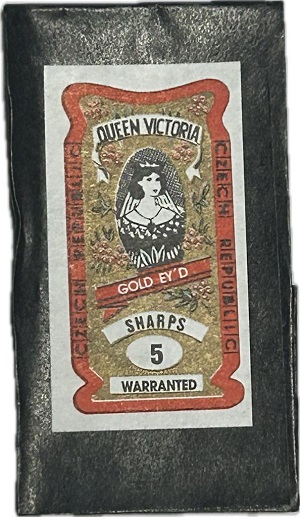 QUEEN VICTORIA
CZECH REPUBLIC
CZECH REPUBLIC
GOLD EY'D
SHARPS
5
WARRANTED